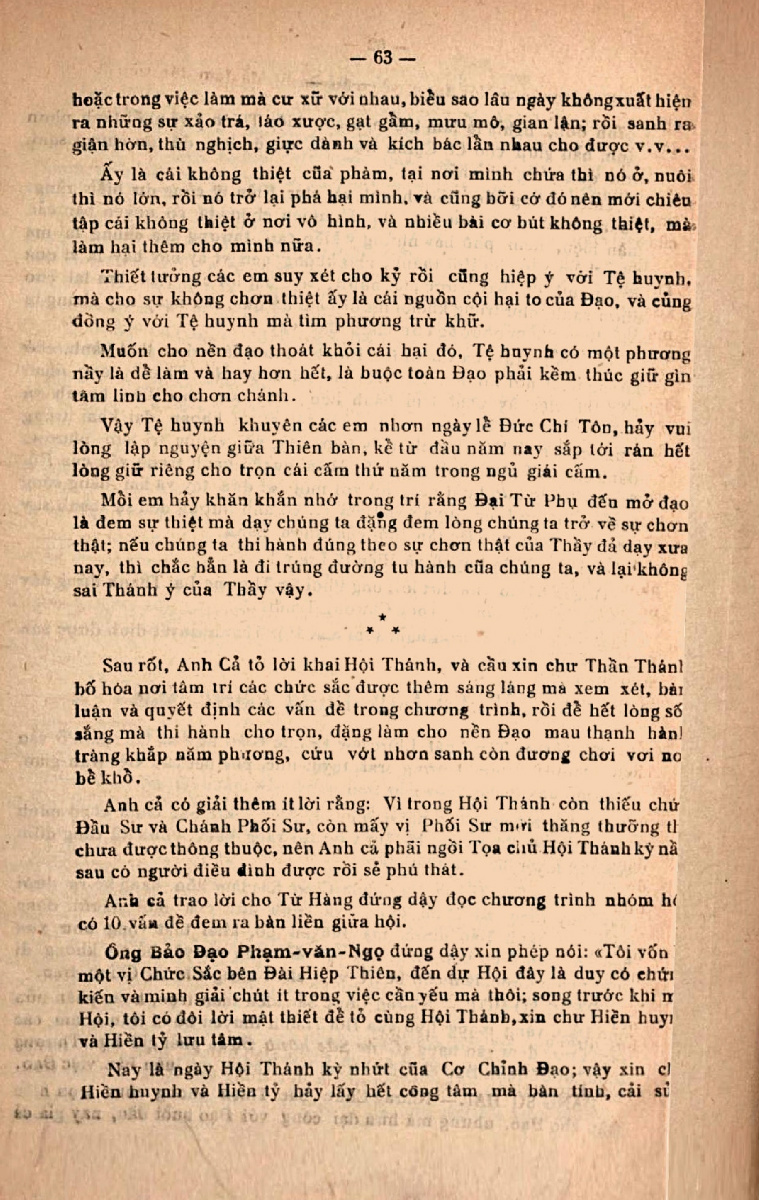 — 63 —
hoặc trong việc làm mà cư xữ với nhau, biểu sao lâu ngày không xuất hiện
ra những sự xảo trá, láo xược, gạt gẩm, mưu mô, gian lận; rồi sanh ra
giận hờn, thù nghịch, giực dành và kích bác lẫn nhau cho được v.v...
Ấy là cái không thiệt cũa phàm, tại nơi mình chứa thì nó ở, nuôi
thì nó lớn, rồi nó trở lại phá hại mình, và cũng bỡi cớ đó nên mới chiêu
tập cái không thiệt ở nơi vô hình, và nhiều bài cơ bút không thiệt, mà
làm hại thêm cho mình nữa.
Thiết tưởng các em suy xét cho kỷ rồi cũng hiệp ý với Tệ huynh,
mà cho sự không chơn thiệt ấy là cái nguồn cội hại to của Đạo, và củng
đồng ý với Tệ huynh mà tìm phương trừ khữ.
Muốn cho nền đạo thoát khỏi cái hại đó, Tệ huynh có một phương
nầy là dể làm và hay hơn hết, là buộc toàn Đạo phải kềm thúc giữ gìn
tâm linh cho chơn chánh.
Vậy Tệ huynh khuyên các em nhơn ngày lể Đức Chí Tôn, hảy vui
lòng lập nguyện giữa Thiên bàn, kể từ đầu năm nay sắp tới rán hết
lòng giữ riêng cho trọn cái cấm thứ năm trong ngủ giái cấm.
Mỗi em hảy khăn khắn nhớ trong trí rằng Đại Từ Phụ đến mở đạo
là đem sự thiệt mà dạy chúng ta đặng đem lòng chúng ta trở về sự chơn
thật; nếu chúng ta thi hành đúng theo sự chơn thật của Thầy đả dạy xưa
nay, thì chắc hẳn là đi trúng đường tu hành cũa chúng ta, và lại không
sai Thánh ý của Thầy vậy.
* * *
Sau rốt, Anh Cả tỏ lời khai Hội Thánh, và cầu xin chư Thần Thánh
bố hóa nơi tâm trí các chức sắc được thêm sáng láng mà xem xét, bàn
luận và quyết định các vấn dề trong chương trình, rồi để hết lòng số
sắng mà thi hành cho trọn, đặng làm cho nền Đạo mau thạnh hành
tràng khắp năm phương, cứu vớt nhơn sanh còn đương chơi vơi nơ
bể khổ.
Anh cả có giải thêm ít lời rằng: Vì trong Hội Thánh còn thiếu chứ
Đầu Sư và Chánh Phối Sư, còn mấy vị Phối Sư mới thăng thưỡng th
chưa được thông thuộc, nên Anh cả phãi ngồi Tọa chủ Hội Thánh kỳ nầ
sau có người điều đình được rồi sẻ phú thát.
Anh cả trao lời cho Từ Hàng đứng dậy đọc chương trình nhóm hộ
có 10 vấn đề đem ra bàn liền giửa hội.
Ông Bảo Đạo Phạm-văn-Ngọ đứng dậy xin phép nói: «Tôi vốn
một vị Chức Sắc bên Đài Hiệp Thiên, đến dự Hội đây là duy có chứn
kiến và minh giải chút ít trong việc cần yếu mà thôi; song trước khi m
Hội, tôi có đôi lời mật thiết để tỏ cùng Hội Thánh, xin chư Hiền huyn
và Hiền tỷ lưu tâm.
Nay là ngày Hội Thánh kỳ nhứt cũa Cơ Chỉnh Đạo; vậy xin ch
Hiền huynh và Hiền tỷ hảy lấy hết công tâm mà bàn tính, cải sử